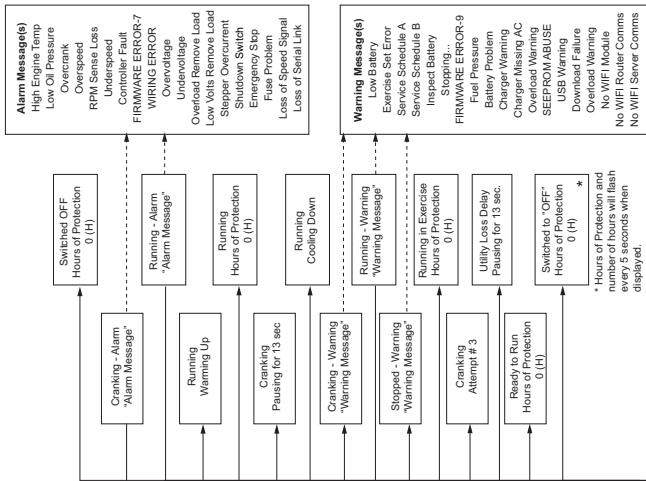 Alarm Message(s)
High Engine Temp
Low Oil Pressure
Overcrank
Overspeed
RPM Sense Loss
Underspeed
Controller Fault
FIRMWARE ERROR-7
WIRING ERROR
Overvoltage
Undervoltage
Overload Remove Load
Low Volts Remove Load
Stepper Overcurrent
Shutdown Switch
Emergency Stop
Fuse Problem
Loss of Speed Signal
Loss of Serial Link
Warning Message(s)
Low Battery
Exercise Set Error
Service Schedule A
Service Schedule B
Inspect Battery
Stopping...
FIRMWARE ERROR-9
Fuel Pressure
Battery Problem
Charger Warning
Charger Missing AC
Overload Warning
SEEPROM ABUSE
USB Warning
Download Failure
Overload Warning
No WIFI Module
No WIFI Router Comms
No WIFI Server Comms
Switched OFF
Hours of Protection
0 (H)
Running - Alarm
"Alarm Message"
Running
Hours of Protection
0 (H)
Running
Cooling Down
Running - Warning
"Warning Message"
Running in Exercise
Hours of Protection
0 (H)
Utility Loss Delay
Pausing for 13 sec.
Switched to "OFF"
Hours of Protection
0 (H)
*
Cranking - Alarm
"Alarm Message"
Running
Warming Up
Cranking
Pausing for 13 sec
Cranking - Warning
"Warning Message"
Stopped - Warning
"Warning Message"
Cranking
Attempt # 3
Ready to Run
Hours of Protection
0 (H)
* Hours of Protection and
number of hours will flash
every 5 seconds when
displayed.